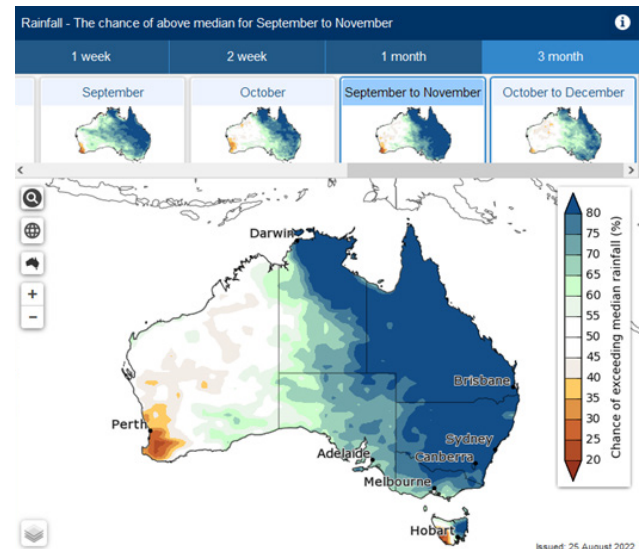 Rainfall - The chance of above median for September to November
1 week
2 week
1 month
3 month
September
October
September to November
October to December
Darwin
Brisbane
Perth
Sydney
Adelaide
Canberra
Melbourne
Hobart
80
75
70
65
60
55
50
45
40
35
30
25
20
Chance of exceeding median rainfall (%)
Issued: 25 August 2022